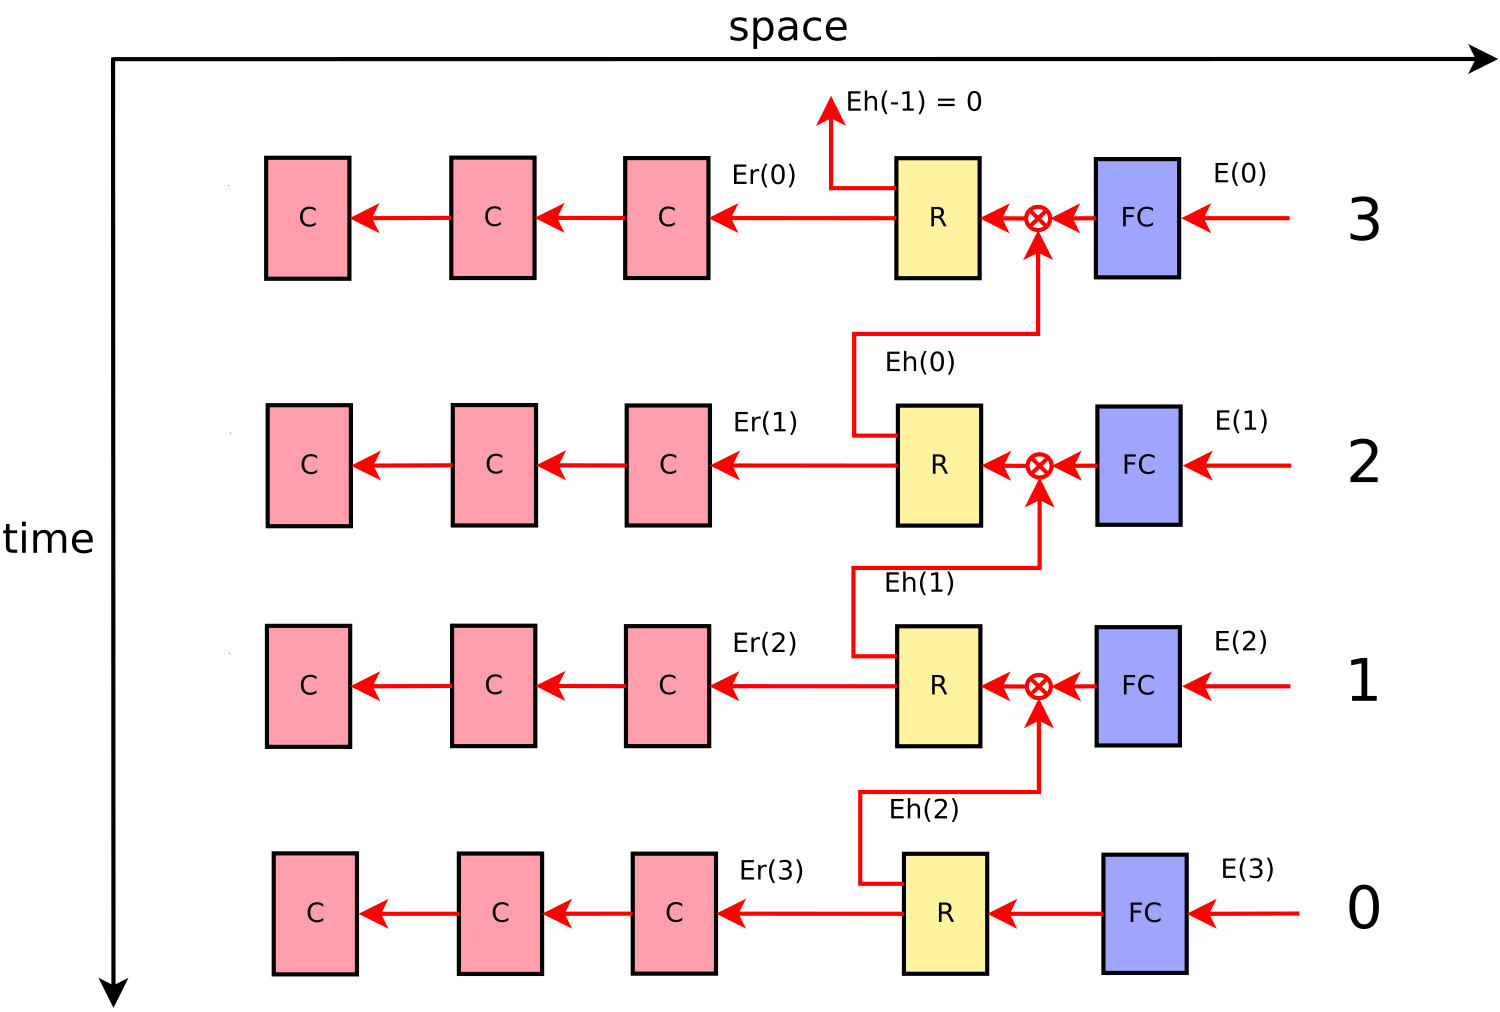 space
Eh(-1) = 0
C C C Er(0) R FC E(0) 3
Eh(0)
C C C Er(1) R FC E(1) 2
time
Eh(1)
C C C Er(2) R FC E(2) 1
Eh(2)
C C C Er(3) R FC E(3) 0